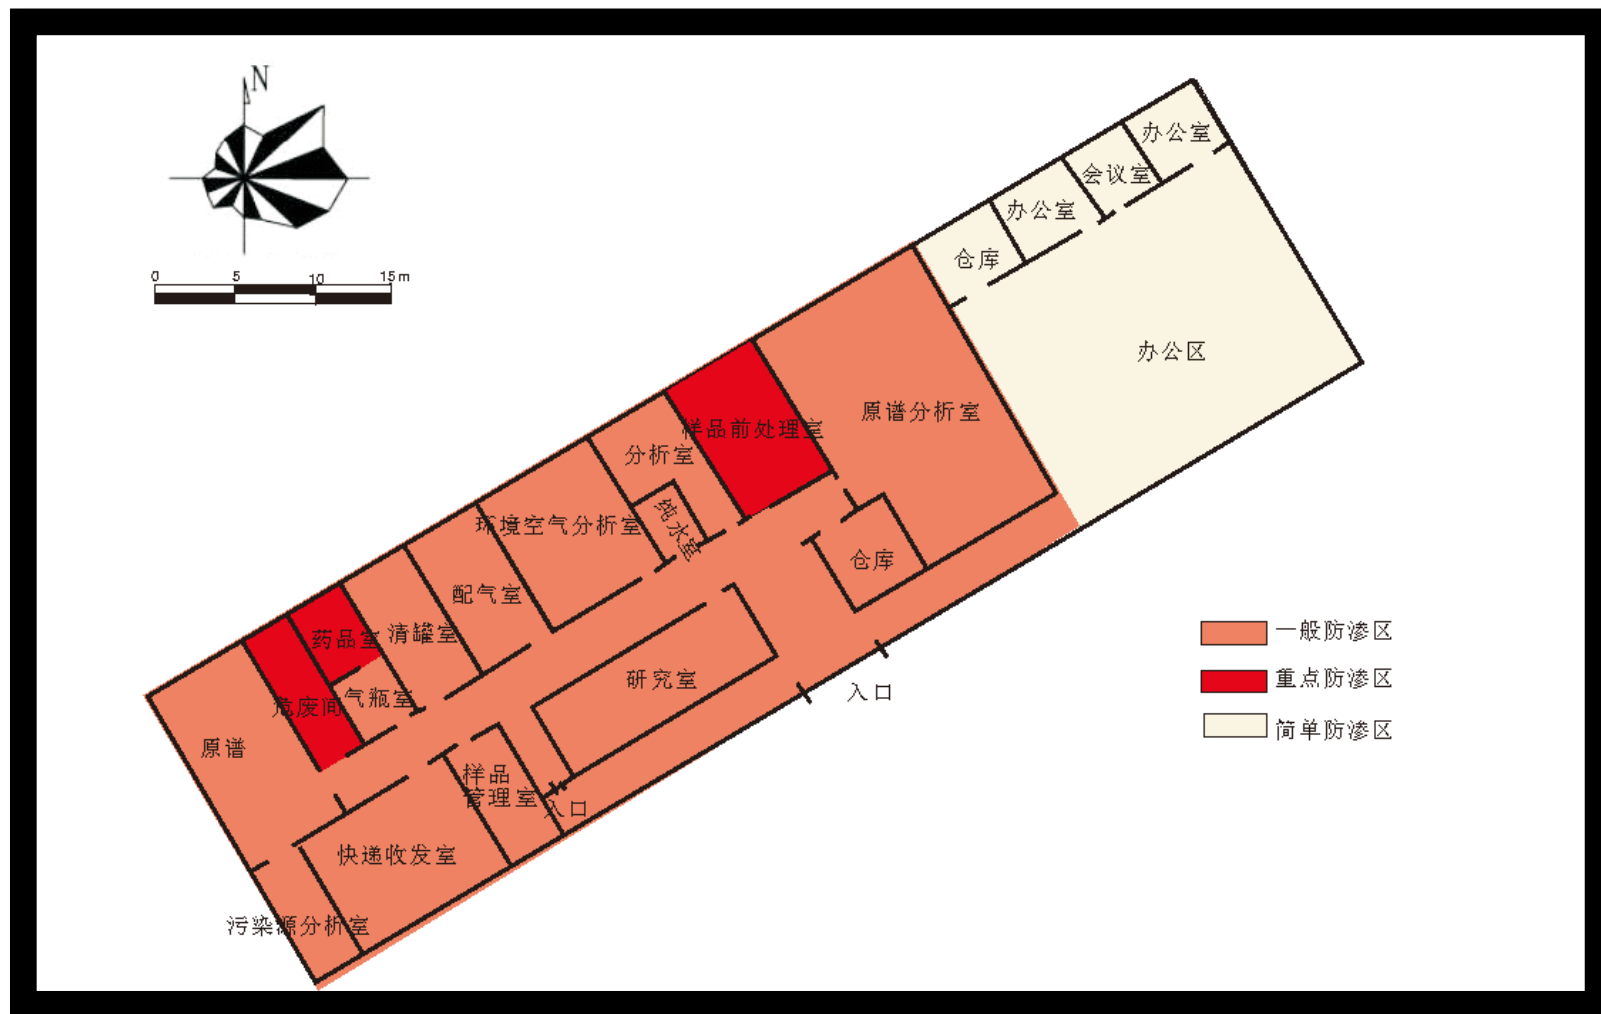 N
0 5 10 15m
办公室
会议室
办公室
仓库
办公区
原谱分析室
样品前处理室
分析室
纯水室
环境空气分析室
仓库
配气室
清罐室
药品室
气瓶室
危废间
原谱
研究室
入口
样品
管理室
入口
快递收发室
污染源分析室
一般防渗区
重点防渗区
简单防渗区